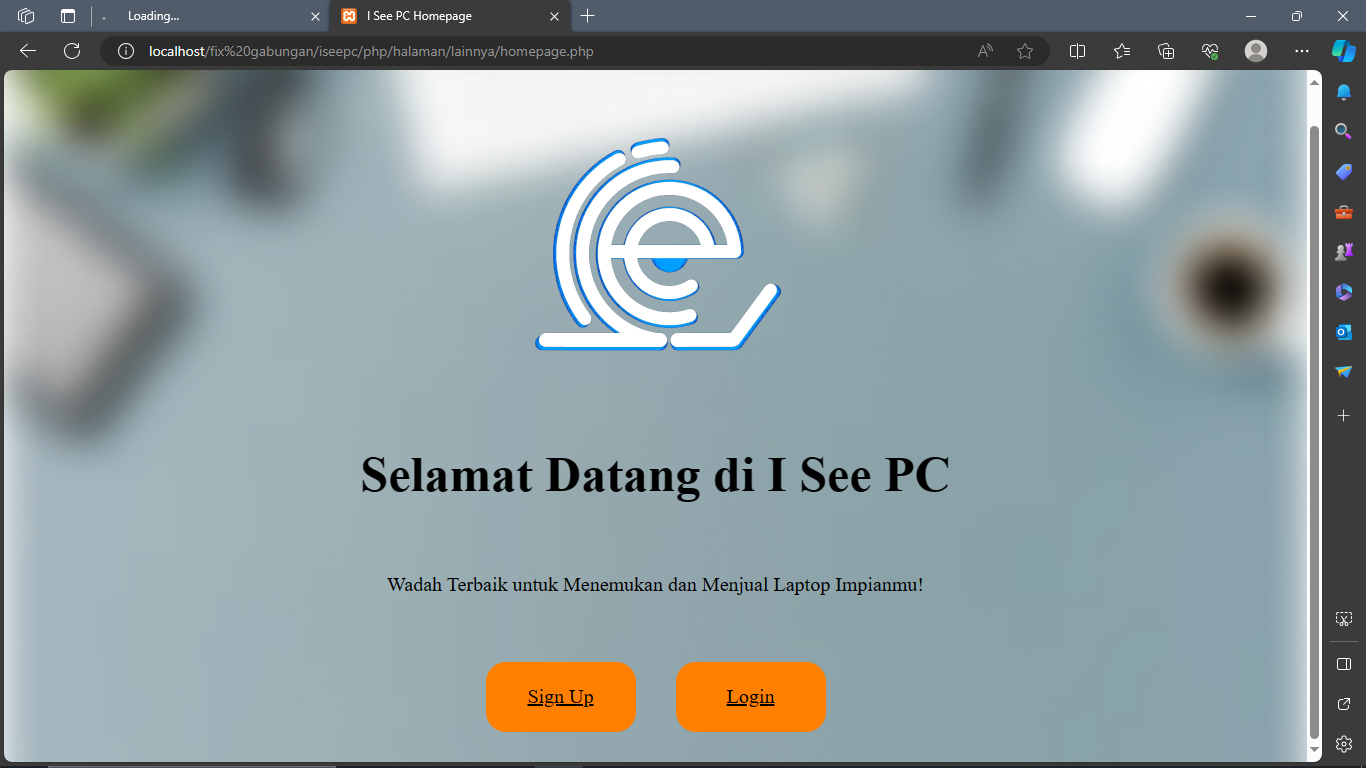 Loading...
I See PC Homepage
localhost/fix%20gabungan/iseepc/php/halaman/lainnya/homepage.php
Selamat Datang di I See PC
Wadah Terbaik untuk Menemukan dan Menjual Laptop Impianmu!
Sign Up
Login